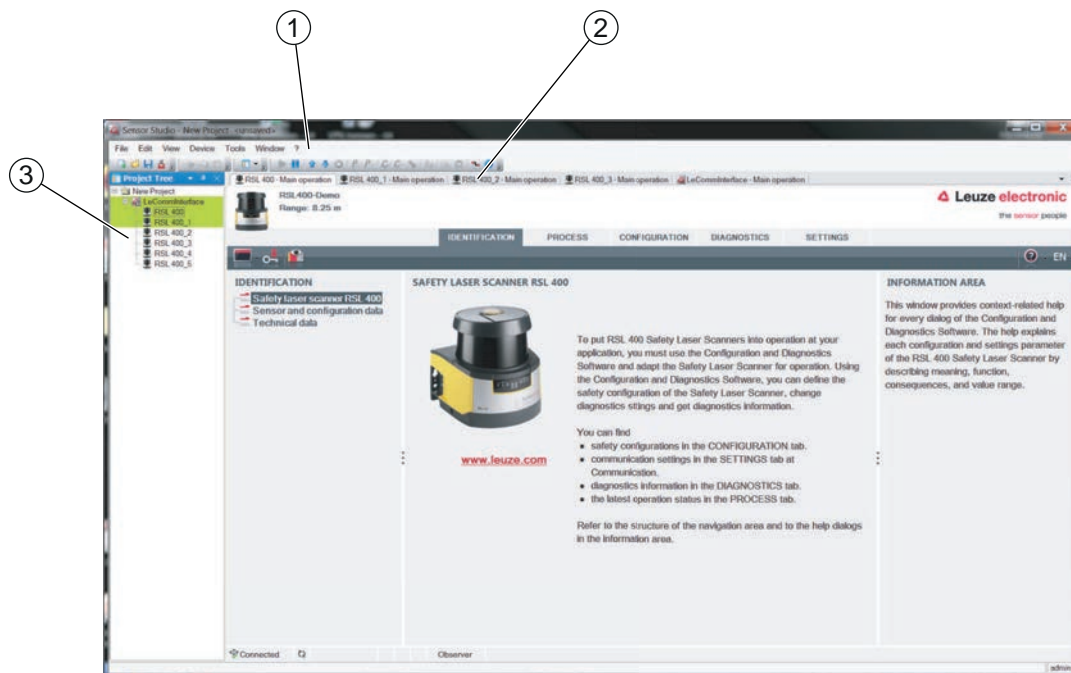 1
2
3
Sensor Studio - New Project <unsaved>
File Edit View Device Tools Window ?
Project Tree
New Project
LeCommInterface
RSL 400
RSL 400_1
RSL 400_2
RSL 400_3
RSL 400_4
RSL 400_5
RSL 400 - Main operation RSL 400_1 - Main operation RSL 400_2 - Main operation RSL 400_3 - Main operation LeCommInterface - Main operation
RSL400-Demo
Range: 8.25 m
Leuze electronic
the sensor people
IDENTIFICATION PROCESS CONFIGURATION DIAGNOSTICS SETTINGS
? EN
IDENTIFICATION
Safety laser scanner RSL 400
Sensor and configuration data
Technical data
SAFETY LASER SCANNER RSL 400
www.leuze.com
To put RSL 400 Safety Laser Scanners into operation at your
application, you must use the Configuration and Diagnostics
Software and adapt the Safety Laser Scanner for operation. Using
the Configuration and Diagnostics Software, you can define the
safety configuration of the Safety Laser Scanner, change
diagnostics sttings and get diagnostics information.
You can find
• safety configurations in the CONFIGURATION tab.
• communication settings in the SETTINGS tab at
Communication.
• diagnostics information in the DIAGNOSTICS tab.
• the latest operation status in the PROCESS tab.
Refer to the structure of the navigation area and to the help dialogs
in the information area.
INFORMATION AREA
This window provides context-related help
for every dialog of the Configuration and
Diagnostics Software. The help explains
each configuration and settings parameter
of the RSL 400 Safety Laser Scanner by
describing meaning, function,
consequences, and value range.
Connected Observer
admin